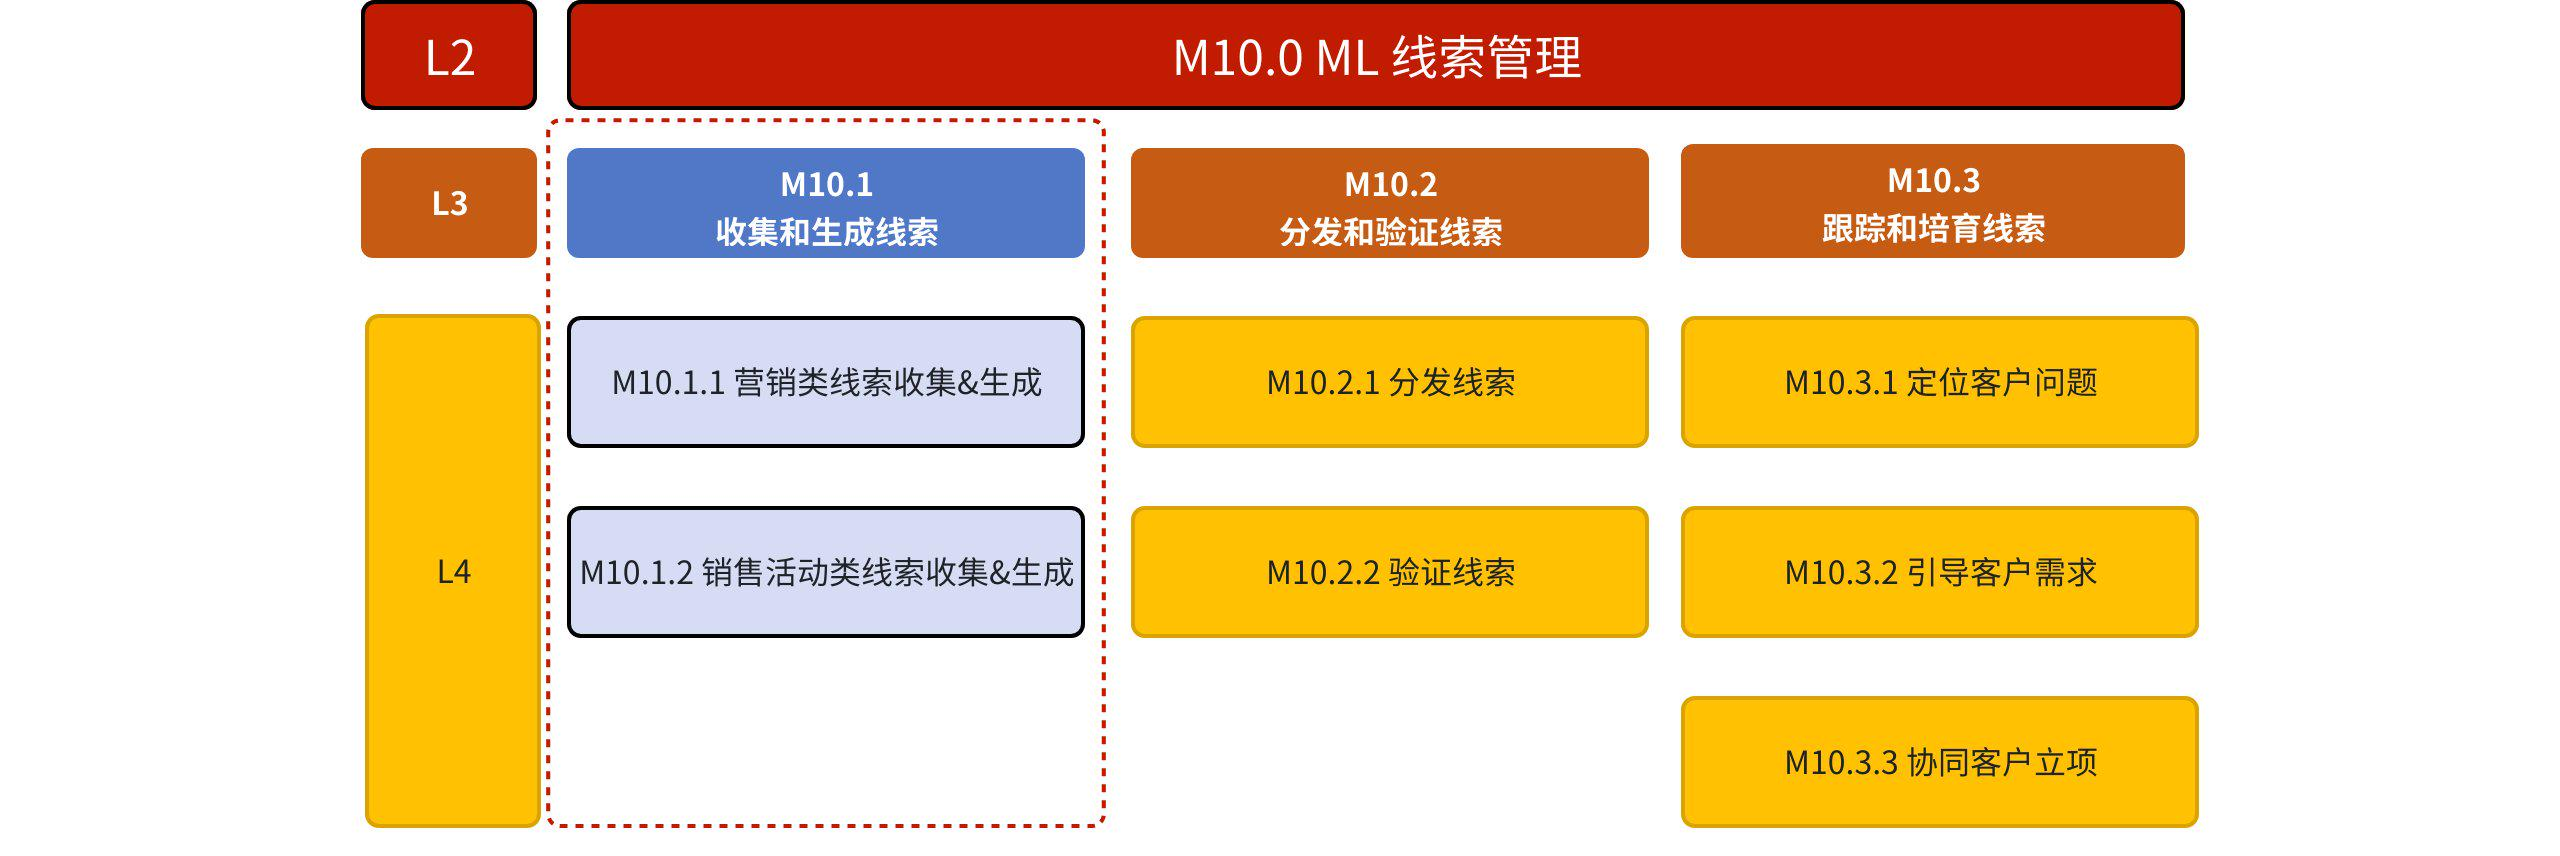 L2
M10.0 ML 线索管理
L3
M10.1
收集和生成线索
M10.2
分发和验证线索
M10.3
跟踪和培育线索
L4
M10.1.1 营销类线索收集&生成
M10.2.1 分发线索
M10.3.1 定位客户问题
M10.1.2 销售活动类线索收集&生成
M10.2.2 验证线索
M10.3.2 引导客户需求
M10.3.3 协同客户立项